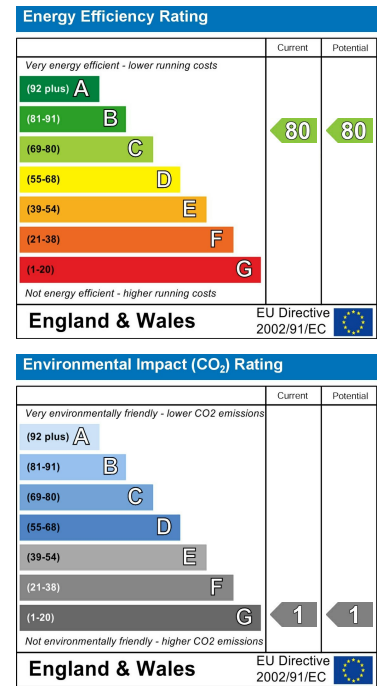 Energy Efficiency Rating
Current Potential
Very energy efficient - lower running costs
(92 plus) A
(81-91) B
(69-80) C
80 80
(55-68) D
(39-54) E
(21-38) F
(1-20) G
Not energy efficient - higher running costs
England & Wales
EU Directive
2002/91/EC
Environmental Impact (CO₂) Rating
Current Potential
Very environmentally friendly - lower CO2 emissions
(92 plus) A
(81-91) B
(69-80) C
(55-68) D
(39-54) E
(21-38) F
(1-20) G
1 1
Not environmentally friendly - higher CO2 emissions
England & Wales
EU Directive
2002/91/EC